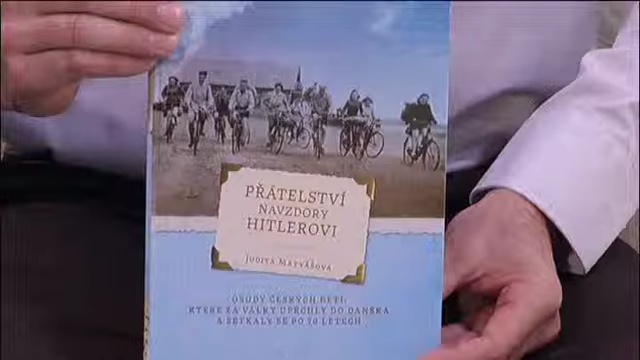 PŘÁTELSTVÍ
NAVZDORY
HITLEROVI
JUDITA MATYÁŠOVÁ
OSUDY ČESKÝCH DĚTÍ,
KTERÉ ZA VÁLKY UPRCHLY DO DÁNSKA
A SETKALY SE PO 70 LETECH